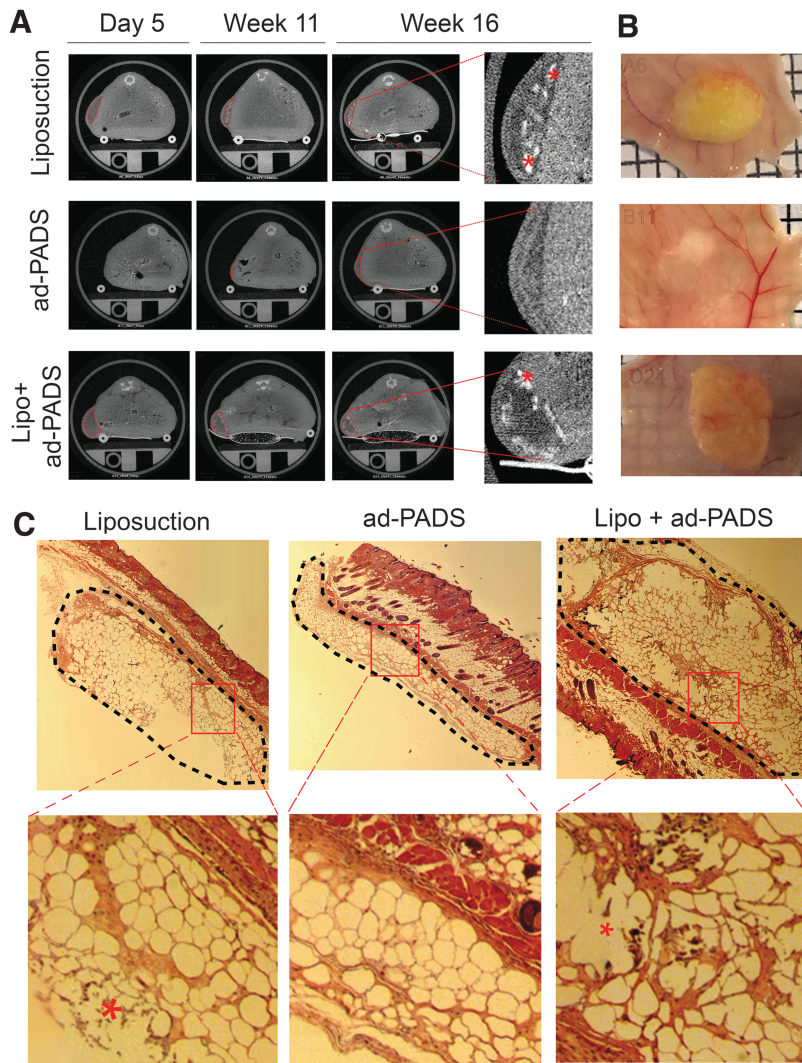 A
B
Day 5
Week 11
Week 16
Liposuction
ad-PADS
Lipo+
ad-PADS
A6
B11
C
Liposuction
ad-PADS
Lipo + ad-PADS